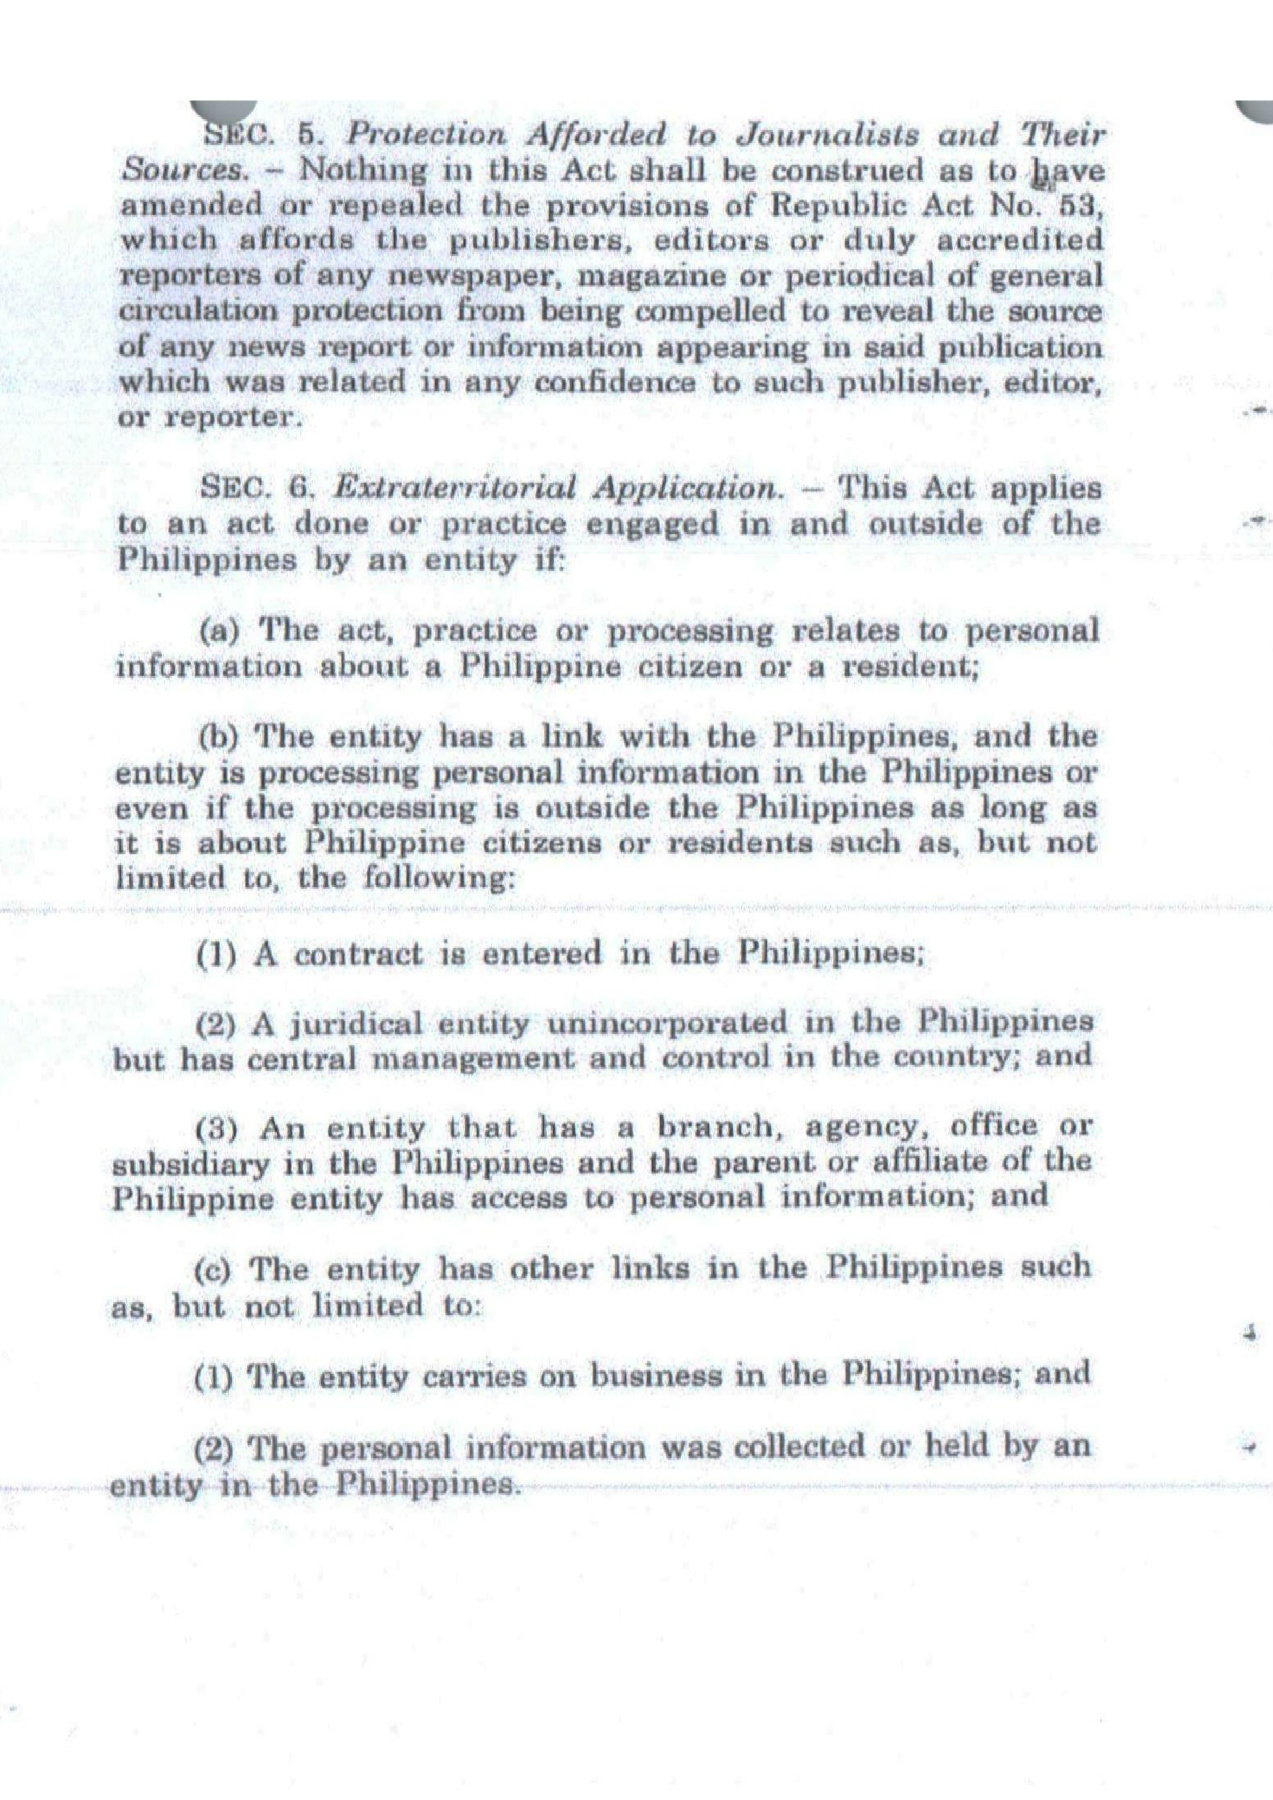 SEC. 5. Protection Afforded to Journalists and Their
Sources. – Nothing in this Act shall be construed as to have
amended or repealed the provisions of Republic Act No. 53,
which affords the publishers, editors or duly accredited
reporters of any newspaper, magazine or periodical of general
circulation protection from being compelled to reveal the source
of any news report or information appearing in said publication
which was related in any confidence to such publisher, editor,
or reporter.
SEC. 6. Extraterritorial Application. – This Act applies
to an act done or practice engaged in and outside of the
Philippines by an entity if:
(a) The act, practice or processing relates to personal
information about a Philippine citizen or a resident;
(b) The entity has a link with the Philippines, and the
entity is processing personal information in the Philippines or
even if the processing is outside the Philippines as long as
it is about Philippine citizens or residents such as, but not
limited to, the following:
(1) A contract is entered in the Philippines;
(2) A juridical entity unincorporated in the Philippines
but has central management and control in the country; and
(3) An entity that has a branch, agency, office or
subsidiary in the Philippines and the parent or affiliate of the
Philippine entity has access to personal information; and
(c) The entity has other links in the Philippines such
as, but not limited to:
(1) The entity carries on business in the Philippines; and
(2) The personal information was collected or held by an
entity in the Philippines.